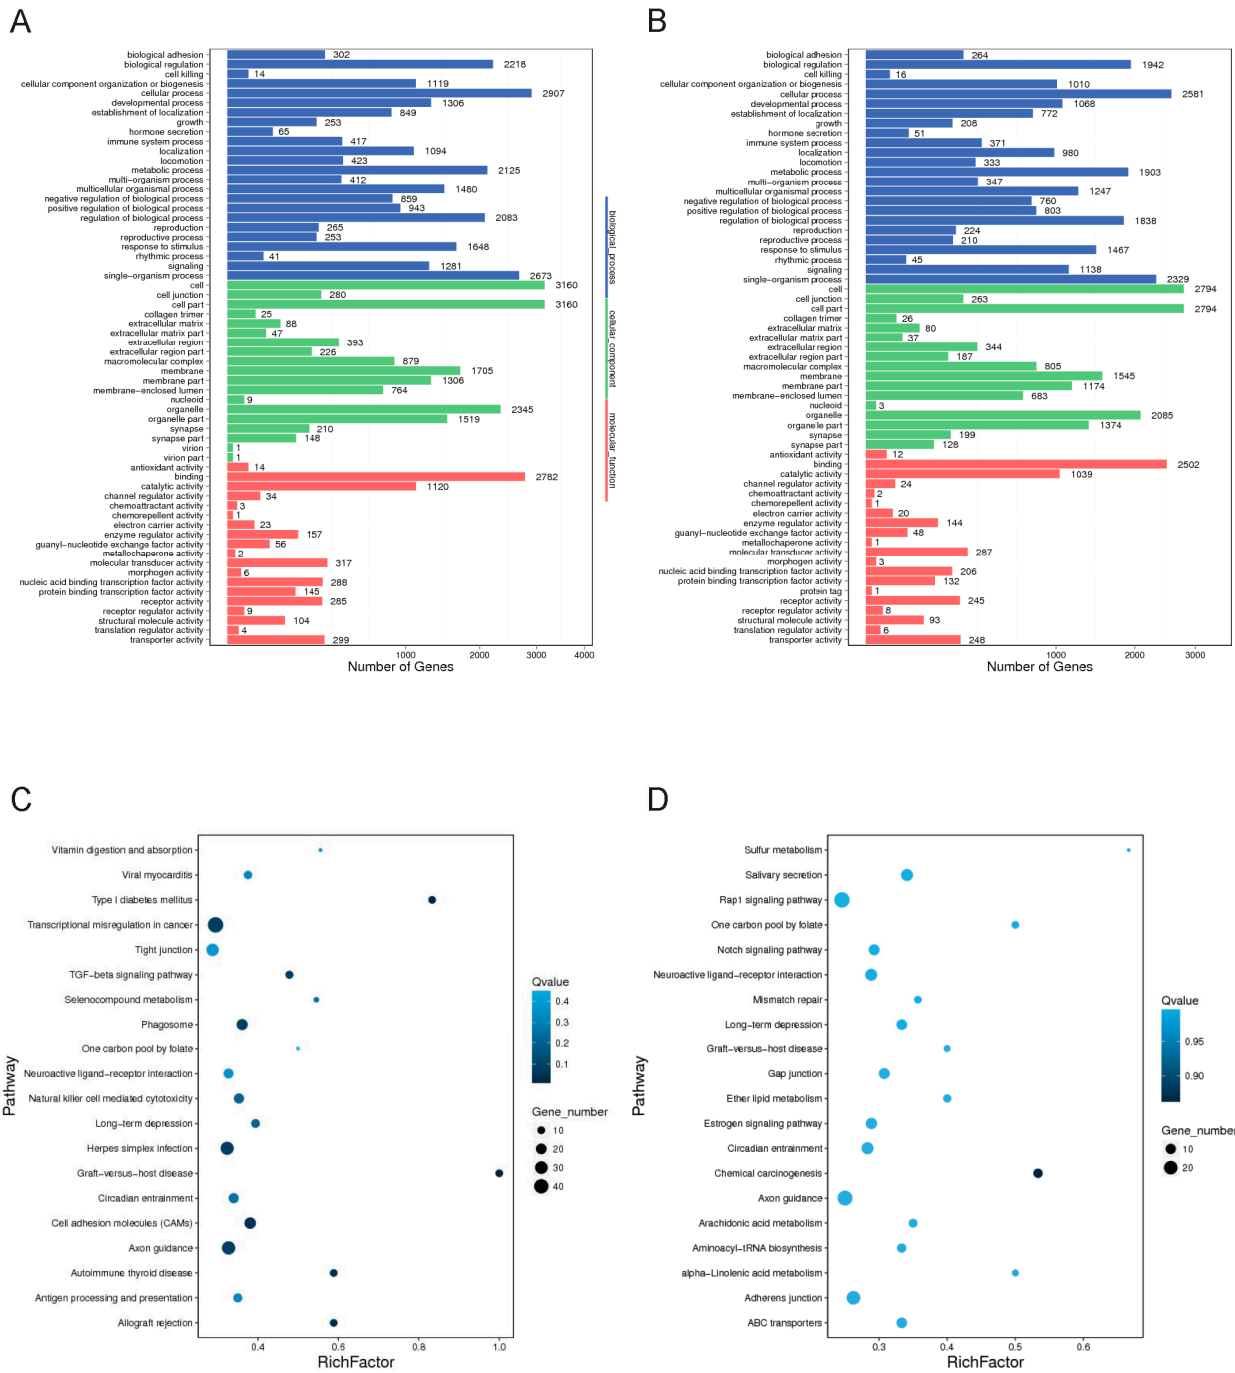 A
biological adhesion 302
biological regulation 2218
cell killing 14
cellular component organization or biogenesis 1119
cellular process 2907
developmental process 1306
establishment of localization 849
growth 253
hormone secretion 65
immune system process 417
localization 1094
locomotion 423
metabolic process 2125
multi-organism process 412
multicellular organismal process 1480
negative regulation of biological process 859
positive regulation of biological process 943
regulation of biological process 2083
reproduction 265
reproductive process 253
response to stimulus 1648
rhythmic process 41
signaling 1281
single-organism process 2673
cell 3160
cell junction 280
cell part 3160
collagen trimer 25
extracellular matrix 88
extracellular matrix part 47
extracellular region 393
extracellular region part 226
macromolecular complex 879
membrane 1705
membrane part 1306
membrane-enclosed lumen 764
nucleoid 9
organelle 2345
organelle part 1519
synapse 210
synapse part 148
virion 1
virion part 1
antioxidant activity 14
binding 2782
catalytic activity 1120
channel regulator activity 34
chemoattractant activity 3
chemorepellent activity 1
electron carrier activity 23
enzyme regulator activity 157
guanyl-nucleotide exchange factor activity 56
metallochaperone activity 2
molecular transducer activity 317
morphogen activity 6
nucleic acid binding transcription factor activity 288
protein binding transcription factor activity 145
receptor activity 285
receptor regulator activity 9
structural molecule activity 104
translation regulator activity 4
transporter activity 299
1000 2000 3000 4000
Number of Genes
biological_process
cellular_component
molecular_function
B
biological adhesion 264
biological regulation 1942
cell killing 16
cellular component organization or biogenesis 1010
cellular process 2581
developmental process 1068
establishment of localization 772
growth 208
hormone secretion 51
immune system process 371
localization 980
locomotion 333
metabolic process 1903
multi-organism process 347
multicellular organismal process 1247
negative regulation of biological process 760
positive regulation of biological process 803
regulation of biological process 1838
reproduction 224
reproductive process 210
response to stimulus 1467
rhythmic process 45
signaling 1138
single-organism process 2329
cell 2794
cell junction 263
cell part 2794
collagen trimer 26
extracellular matrix 80
extracellular matrix part 37
extracellular region 344
extracellular region part 187
macromolecular complex 805
membrane 1545
membrane part 1174
membrane-enclosed lumen 683
nucleoid 3
organelle 2085
organelle part 1374
synapse 199
synapse part 128
antioxidant activity 12
binding 2502
catalytic activity 1039
channel regulator activity 24
chemoattractant activity 2
chemorepellent activity 1
electron carrier activity 20
enzyme regulator activity 144
guanyl-nucleotide exchange factor activity 48
metallochaperone activity 1
molecular transducer activity 287
morphogen activity 3
nucleic acid binding transcription factor activity 206
protein binding transcription factor activity 132
protein tag 1
receptor activity 245
receptor regulator activity 8
structural molecule activity 93
translation regulator activity 6
transporter activity 248
1000 2000 3000
Number of Genes
C
Pathway
Vitamin digestion and absorption
Viral myocarditis
Type I diabetes mellitus
Transcriptional misregulation in cancer
Tight junction
TGF-beta signaling pathway
Selenocompound metabolism
Phagosome
One carbon pool by folate
Neuroactive ligand-receptor interaction
Natural killer cell mediated cytotoxicity
Long-term depression
Herpes simplex infection
Graft-versus-host disease
Circadian entrainment
Cell adhesion molecules (CAMs)
Axon guidance
Autoimmune thyroid disease
Antigen processing and presentation
Allograft rejection
0.4 0.6 0.8 1.0
RichFactor
Qvalue
0.4
0.3
0.2
0.1
Gene_number
10
20
30
40
D
Pathway
Sulfur metabolism
Salivary secretion
Rap1 signaling pathway
One carbon pool by folate
Notch signaling pathway
Neuroactive ligand-receptor interaction
Mismatch repair
Long-term depression
Graft-versus-host disease
Gap junction
Ether lipid metabolism
Estrogen signaling pathway
Circadian entrainment
Chemical carcinogenesis
Axon guidance
Arachidonic acid metabolism
Aminoacyl-tRNA biosynthesis
alpha-Linolenic acid metabolism
Adherens junction
ABC transporters
0.3 0.4 0.5 0.6
RichFactor
Qvalue
0.95
0.90
Gene_number
10
20